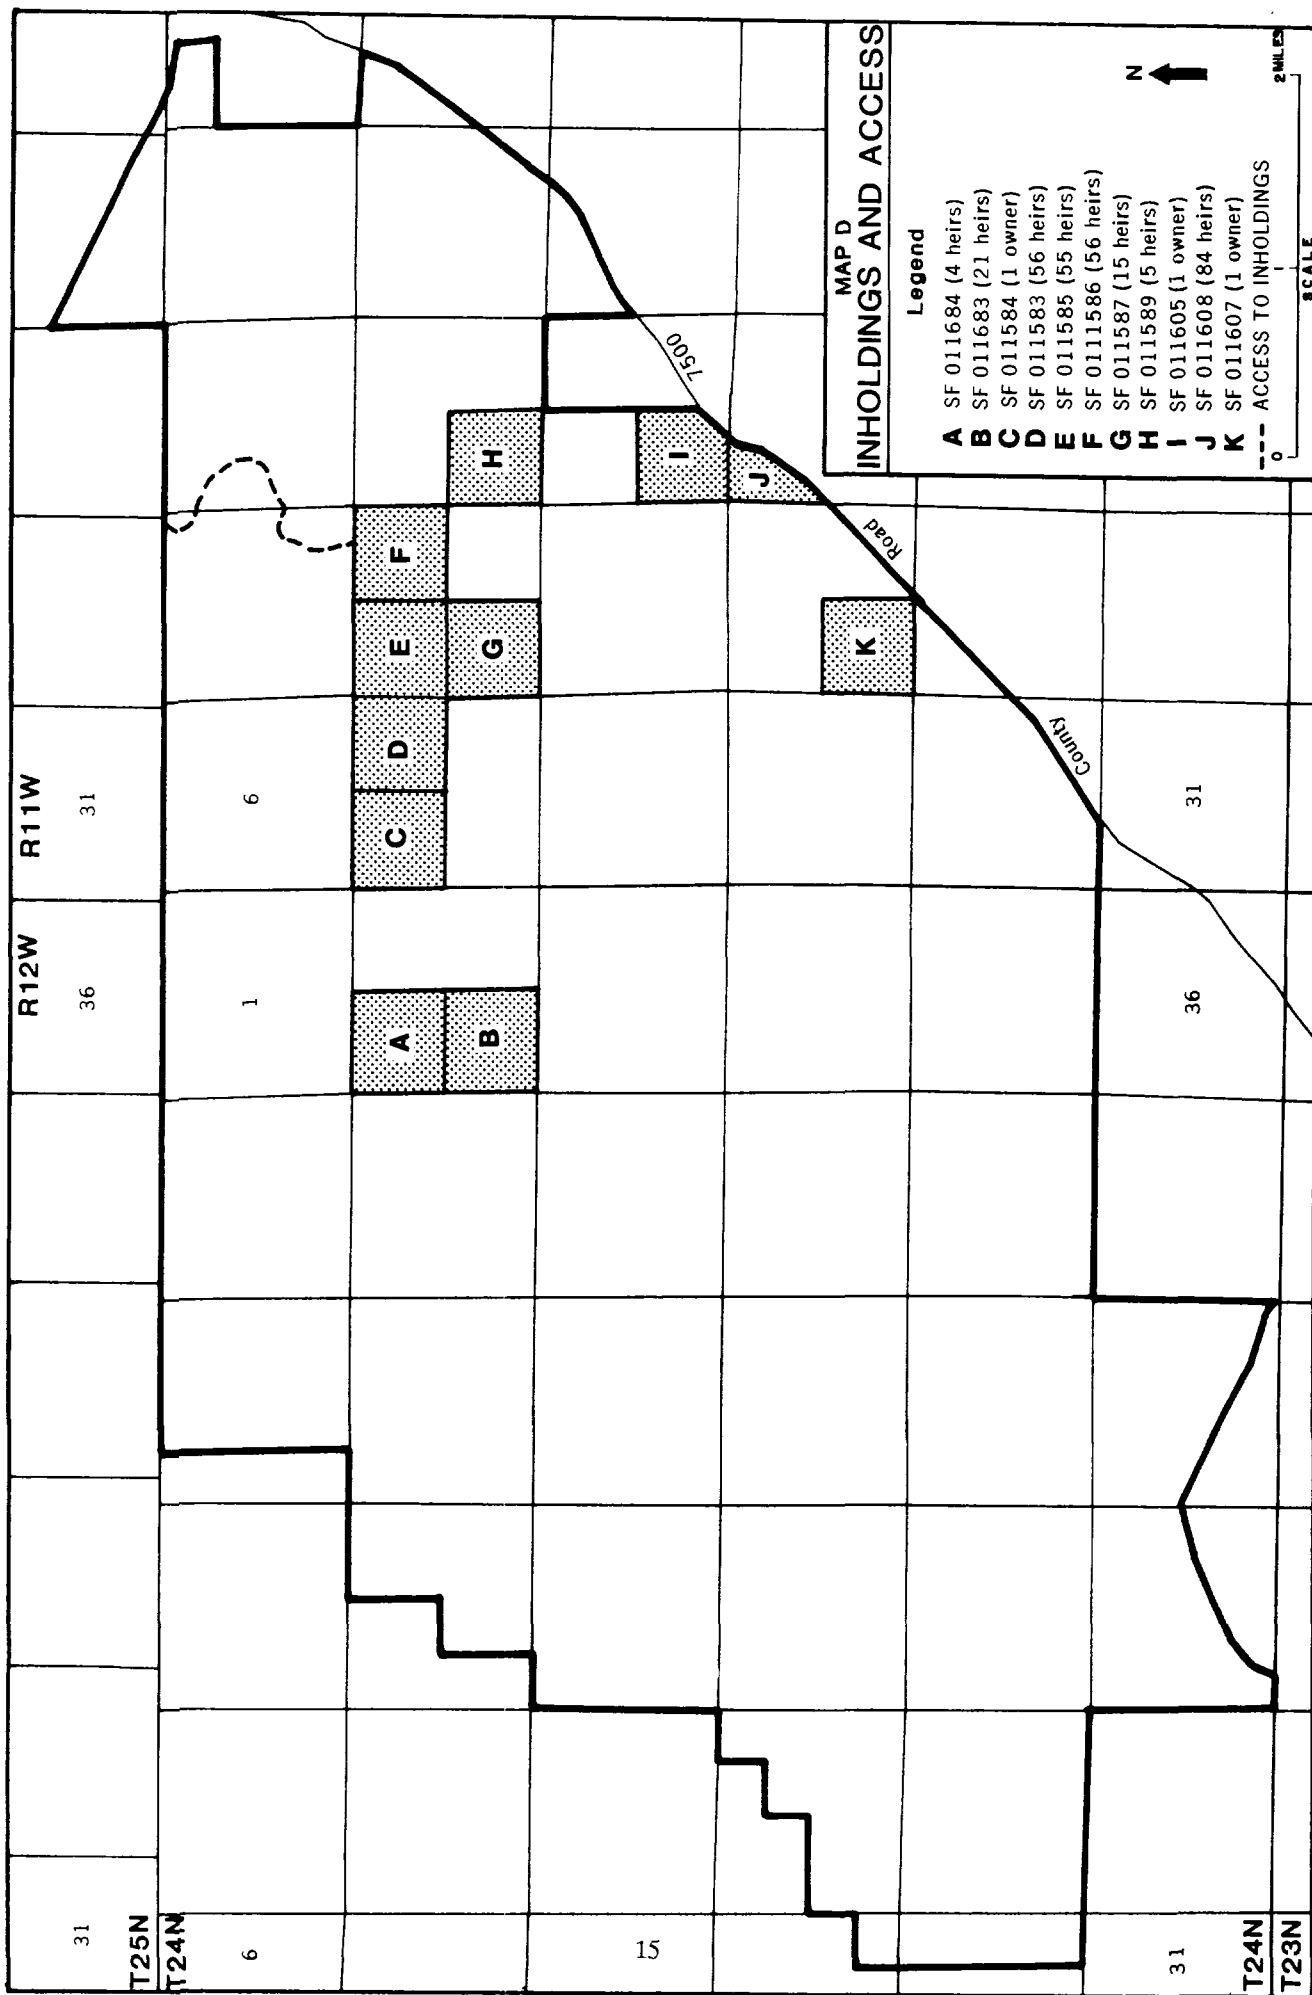 MAP D
INHOLDINGS AND ACCESS
Legend
A SF 011684 (4 heirs)
B SF 011683 (21 heirs)
C SF 011584 (1 owner)
D SF 011583 (56 heirs)
E SF 011585 (55 heirs)
F SF 0111586 (56 heirs)
G SF 011587 (15 heirs)
H SF 011589 (5 heirs)
I SF 011605 (1 owner)
J SF 011608 (84 heirs)
K SF 011607 (1 owner)
--- ACCESS TO INHOLDINGS
N
0
2 MILES
SCALE
R12W
R11W
31
36
31
T25N
T24N
6
1
6
A
B
C
D
E
F
G
H
I
J
K
7500
Road
County
15
31
36
31
T24N
T23N